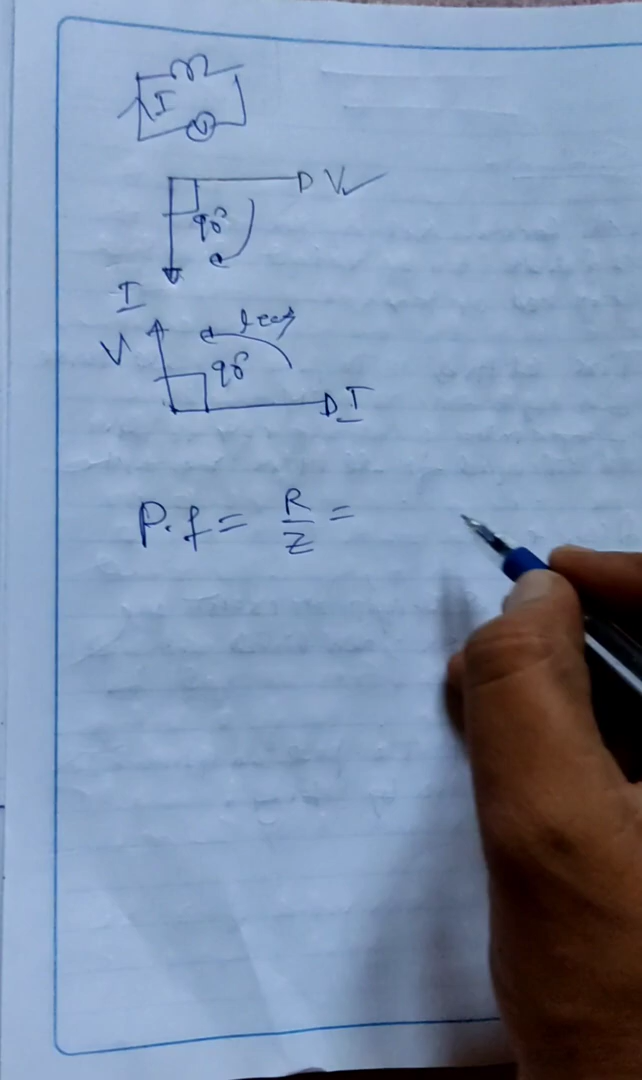 I
V
90°
I
V
90°
I
P.f = R/Z =